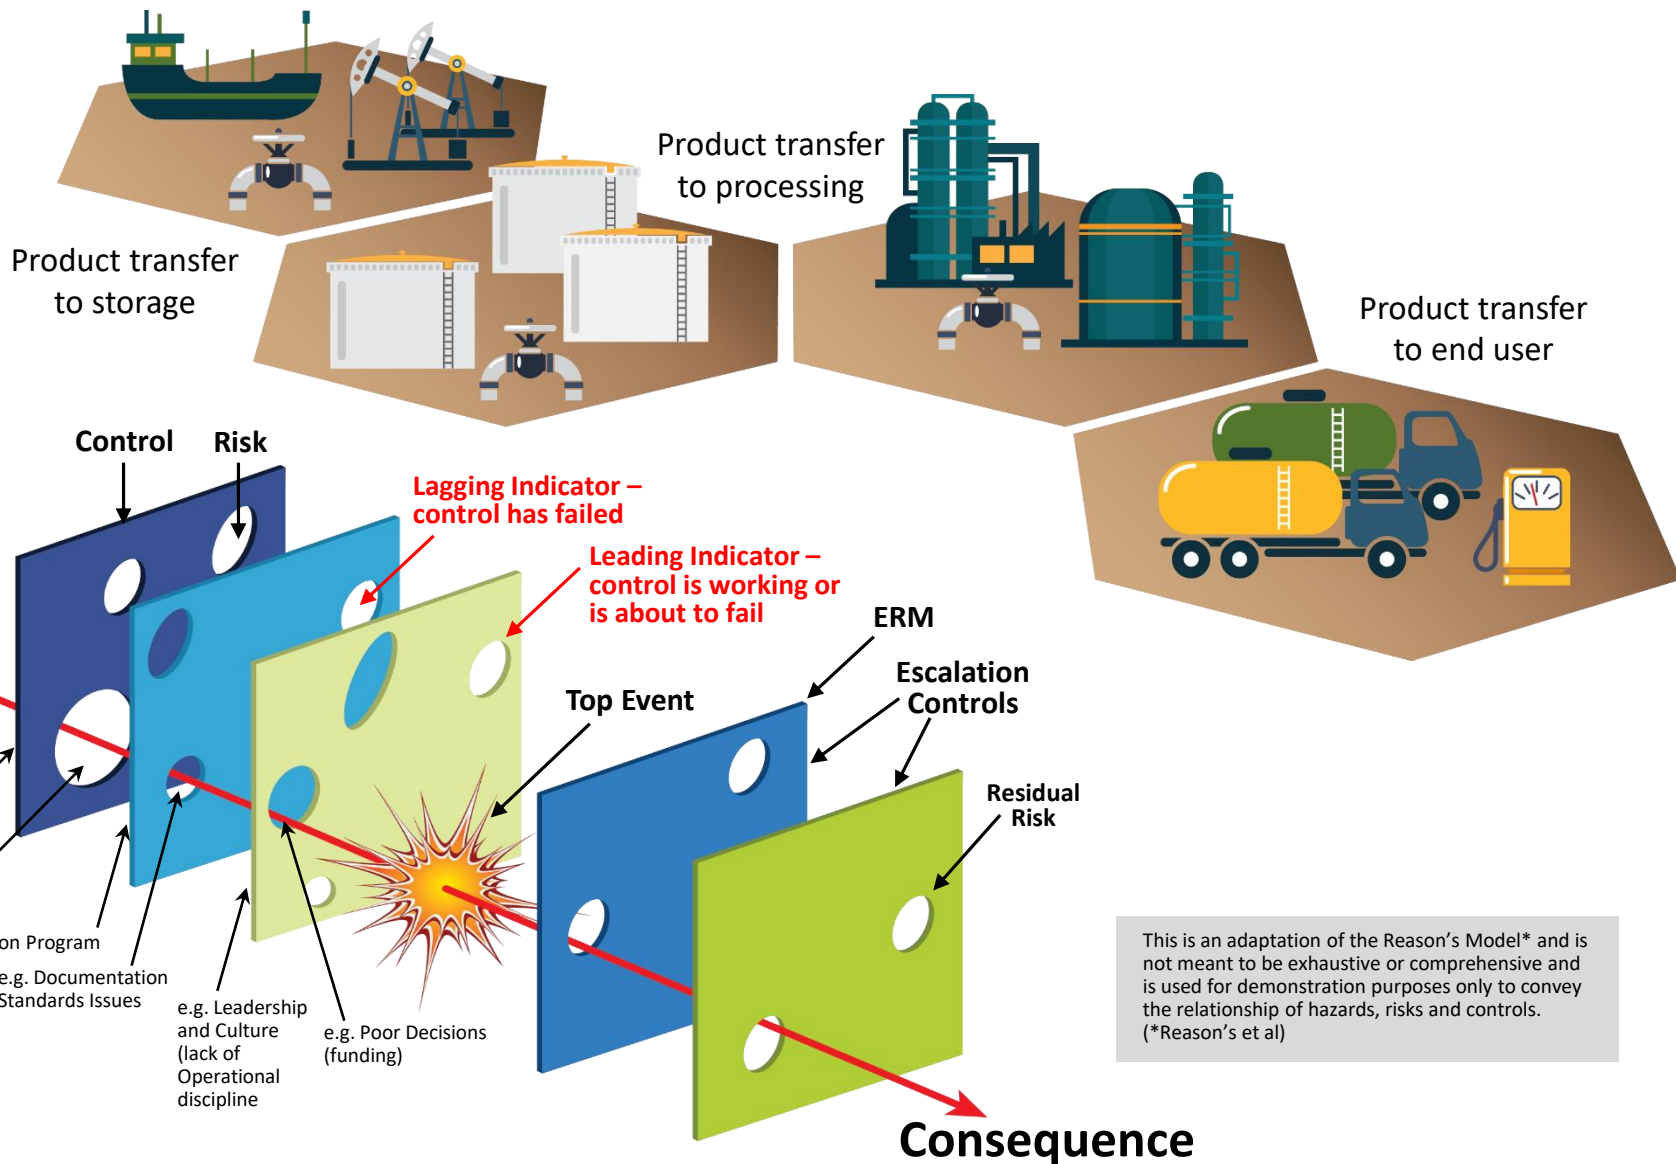 Product transfer
to processing
Product transfer
to storage
Product transfer
to end user
Control
Risk
Lagging Indicator –
control has failed
Leading Indicator –
control is working or
is about to fail
ERM
Escalation
Controls
Top Event
Residual
Risk
on Program
e.g. Documentation
Standards Issues
e.g. Leadership
and Culture
(lack of
Operational
discipline
e.g. Poor Decisions
(funding)
This is an adaptation of the Reason's Model* and is
not meant to be exhaustive or comprehensive and
is used for demonstration purposes only to convey
the relationship of hazards, risks and controls.
(*Reason's et al)
Consequence